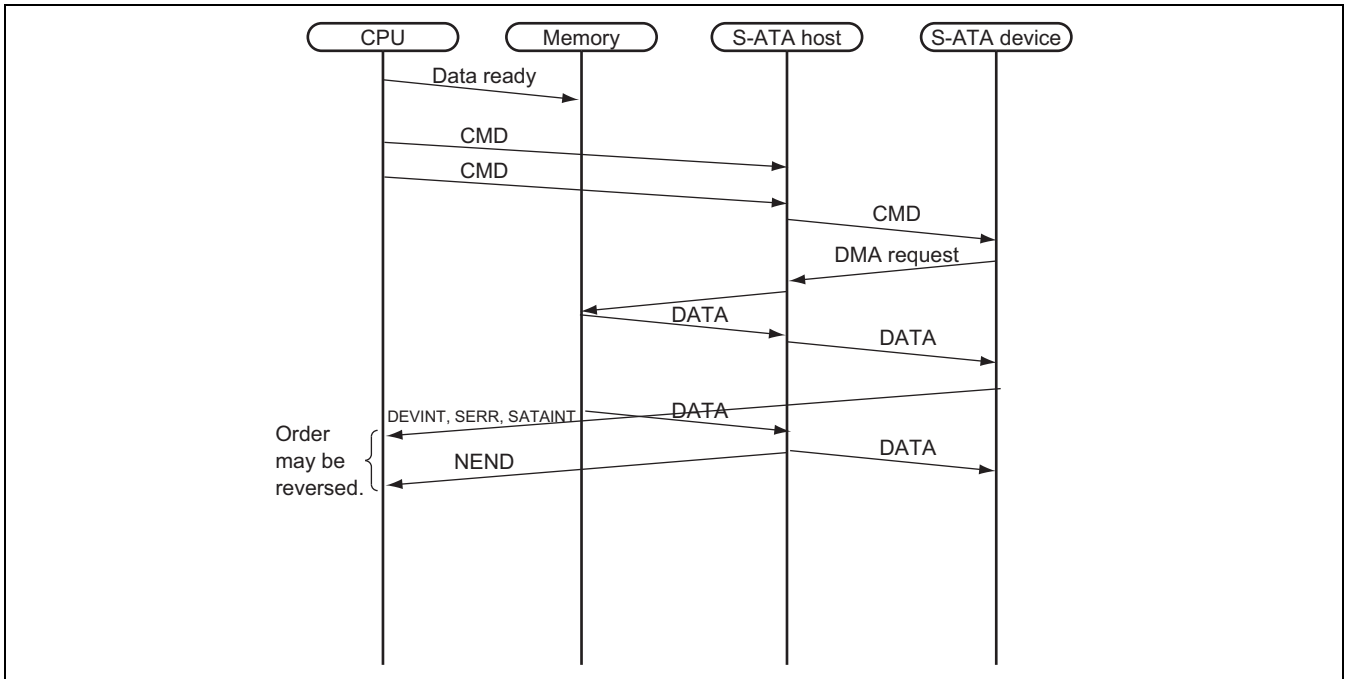 CPU
Memory
S-ATA host
S-ATA device
Data ready
CMD
CMD
CMD
DMA request
DATA
DATA
DEVINT, SERR, SATAINT
DATA
Order
may be
reversed.
NEND
DATA